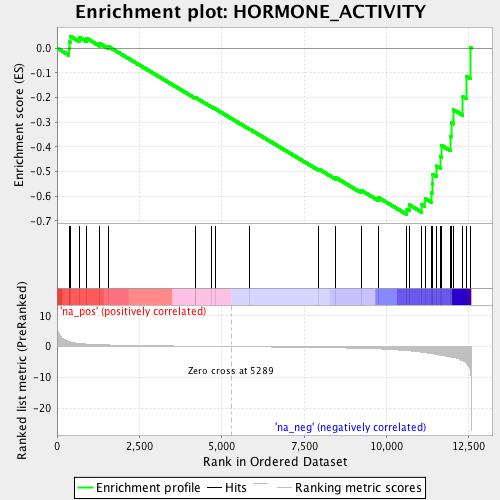 Enrichment plot: HORMONE_ACTIVITY
Enrichment score (ES)
0.0
-0.1
-0.2
-0.3
-0.4
-0.5
-0.6
-0.7
'na_pos' (positively correlated)
Ranked list metric (PreRanked)
10
5
0
-5
-10
-15
-20
Zero cross at 5289
'na_neg' (negatively correlated)
0
2,500
5,000
7,500
10,000
12,500
Rank in Ordered Dataset
Enrichment profile
Hits
Ranking metric scores